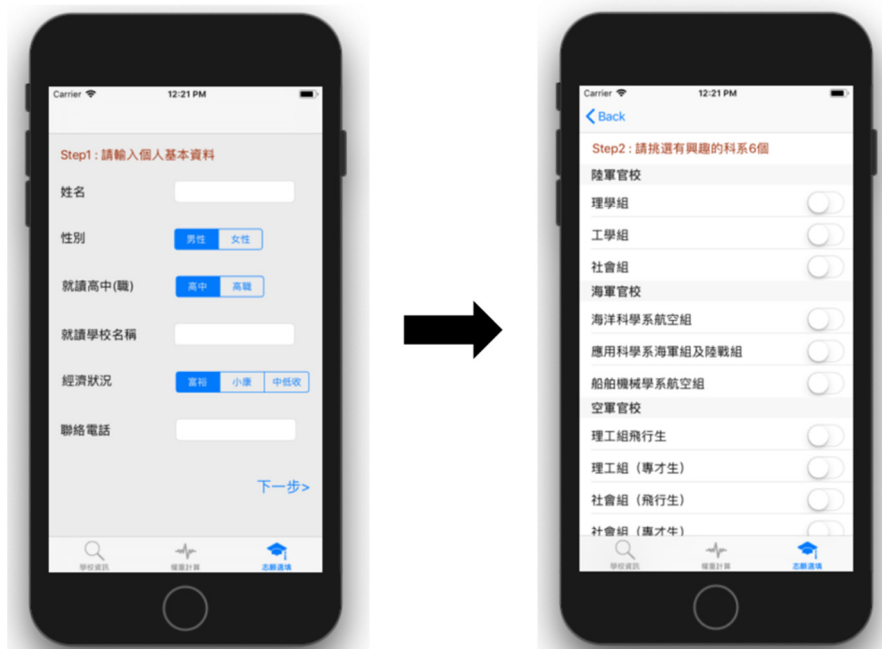 Carrier 12:21 PM
Step1 : 請輸入個人基本資料
姓名
性別 男性 女性
就讀高中(職) 高中 高職
就讀學校名稱
經濟狀況 富裕 小康 中低收
聯絡電話
下一步>
學校資訊 權重計算 志願選填
Carrier 12:21 PM
Back
Step2 : 請挑選有興趣的科系6個
陸軍官校
理學組
工學組
社會組
海軍官校
海洋科學系航空組
應用科學系海軍組及陸戰組
船舶機械學系航空組
空軍官校
理工組飛行生
理工組（專才生）
社會組（飛行生）
社會組（專才生）
學校資訊 權重計算 志願選填